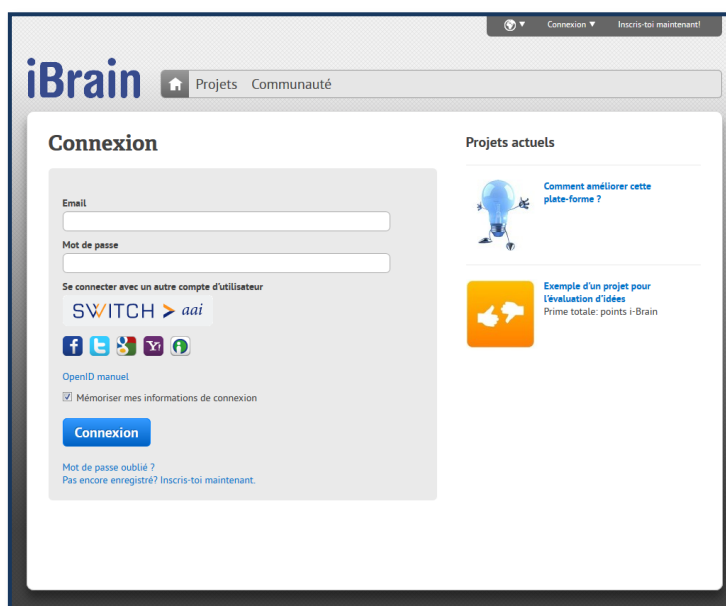 Connexion ▼ Inscris-toi maintenant!
iBrain
Projets Communauté
Connexion
Email
Mot de passe
Se connecter avec un autre compte d'utilisateur
SWITCH > aai
OpenID manuel
Mémoriser mes informations de connexion
Connexion
Mot de passe oublié ?
Pas encore enregistré? Inscris-toi maintenant.
Projets actuels
Comment améliorer cette
plate-forme ?
Exemple d'un projet pour
l'évaluation d'idées
Prime totale: points i-Brain